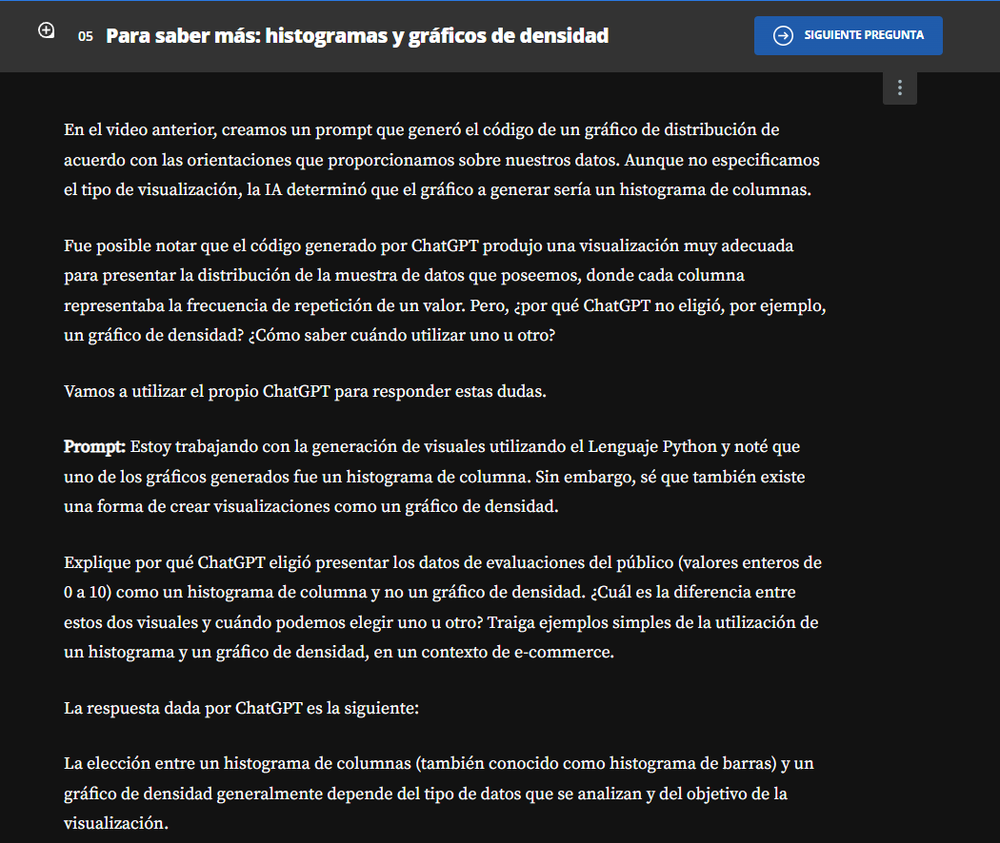 05 Para saber más: histogramas y gráficos de densidad
SIGUIENTE PREGUNTA
En el video anterior, creamos un prompt que generó el código de un gráfico de distribución de
acuerdo con las orientaciones que proporcionamos sobre nuestros datos. Aunque no especificamos
el tipo de visualización, la IA determinó que el gráfico a generar sería un histograma de columnas.
Fue posible notar que el código generado por ChatGPT produjo una visualización muy adecuada
para presentar la distribución de la muestra de datos que poseemos, donde cada columna
representaba la frecuencia de repetición de un valor. Pero, ¿por qué ChatGPT no eligió, por ejemplo,
un gráfico de densidad? ¿Cómo saber cuándo utilizar uno u otro?
Vamos a utilizar el propio ChatGPT para responder estas dudas.
Prompt: Estoy trabajando con la generación de visuales utilizando el Lenguaje Python y noté que
uno de los gráficos generados fue un histograma de columna. Sin embargo, sé que también existe
una forma de crear visualizaciones como un gráfico de densidad.
Explique por qué ChatGPT eligió presentar los datos de evaluaciones del público (valores enteros de
0 a 10) como un histograma de columna y no un gráfico de densidad. ¿Cuál es la diferencia entre
estos dos visuales y cuándo podemos elegir uno u otro? Traiga ejemplos simples de la utilización de
un histograma y un gráfico de densidad, en un contexto de e-commerce.
La respuesta dada por ChatGPT es la siguiente:
La elección entre un histograma de columnas (también conocido como histograma de barras) y un
gráfico de densidad generalmente depende del tipo de datos que se analizan y del objetivo de la
visualización.